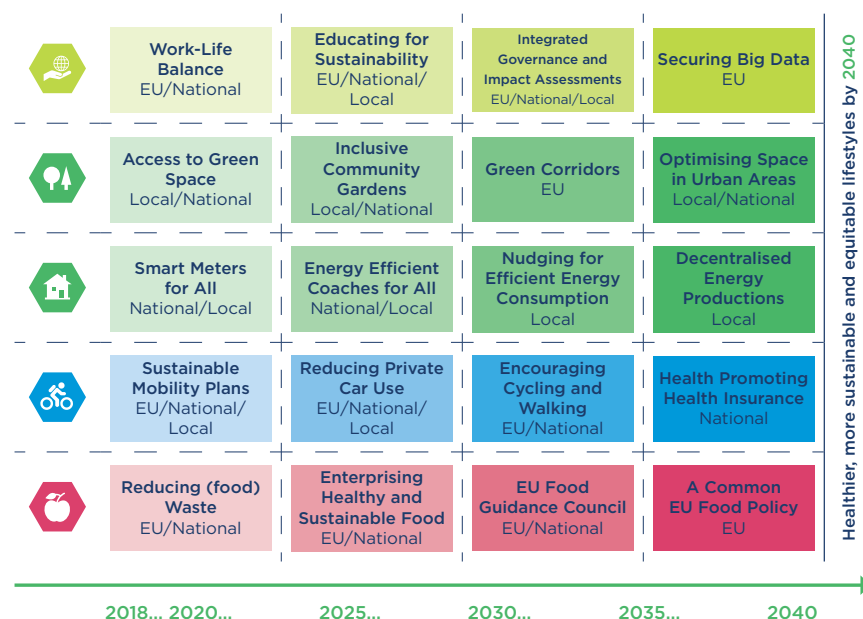 Work-Life
Balance
EU/National
Educating for
Sustainability
EU/National/
Local
Integrated
Governance and
Impact Assessments
EU/National/Local
Securing Big Data
EU
Access to Green
Space
Local/National
Inclusive
Community
Gardens
Local/National
Green Corridors
EU
Optimising Space
in Urban Areas
Local/National
Smart Meters
for All
National/Local
Energy Efficient
Coaches for All
National/Local
Nudging for
Efficient Energy
Consumption
Local
Decentralised
Energy
Productions
Local
Sustainable
Mobility Plans
EU/National/
Local
Reducing Private
Car Use
EU/National/
Local
Encouraging
Cycling and
Walking
EU/National
Health Promoting
Health Insurance
National
Reducing (food)
Waste
EU/National
Enterprising
Healthy and
Sustainable Food
EU/National
EU Food
Guidance Council
EU/National
A Common
EU Food Policy
EU
Healthier, more sustainable and equitable lifestyles by 2040
2018... 2020...
2025...
2030...
2035...
2040